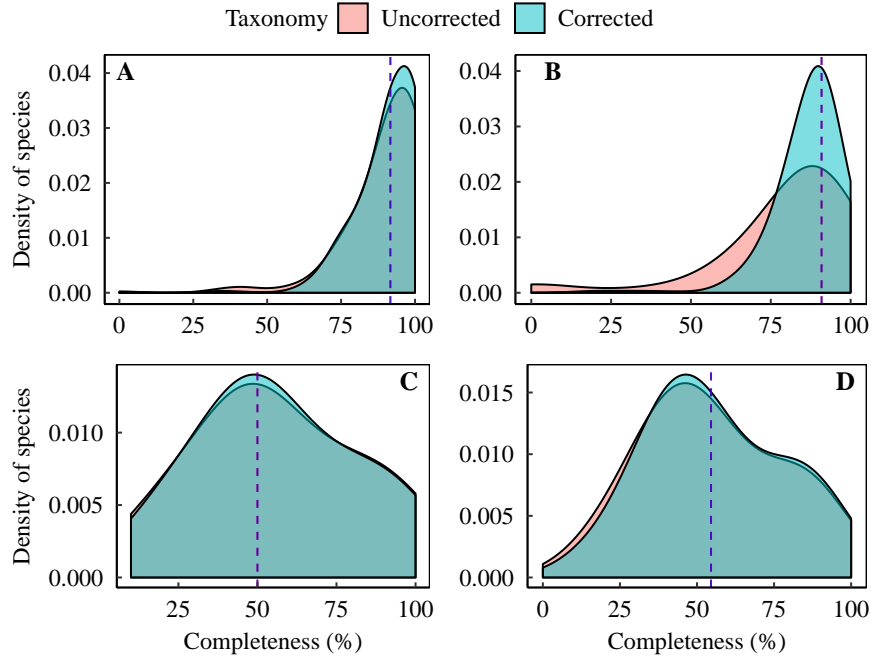 Taxonomy Uncorrected Corrected
A B
Density of species
0.04 0.04
0.03 0.03
0.02 0.02
0.01 0.01
0.00 0.00
0 25 50 75 100 0 25 50 75 100
C D
Density of species
0.015
0.010 0.010
0.005 0.005
0.000 0.000
25 50 75 100 0 25 50 75 100
Completeness (%) Completeness (%)